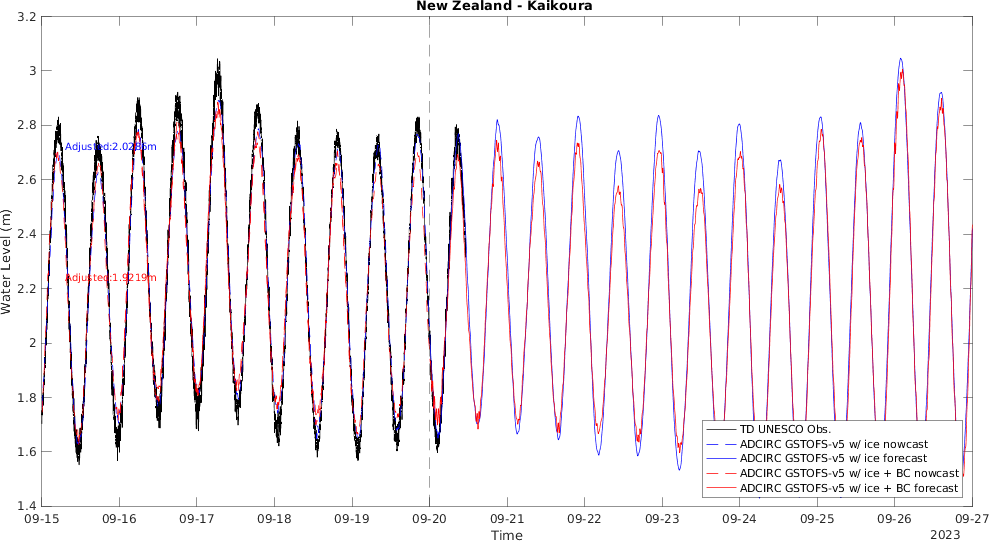 New Zealand - Kaikoura
3.2
3
2.8
2.6
2.4
2.2
2
1.8
1.6
1.4
Water Level (m)
Adjusted:2.0286m
Adjusted:1.9219m
TD UNESCO Obs.
ADCIRC GSTOFS-v5 w/ ice nowcast
ADCIRC GSTOFS-v5 w/ ice forecast
ADCIRC GSTOFS-v5 w/ ice + BC nowcast
ADCIRC GSTOFS-v5 w/ ice + BC forecast
09-15 09-16 09-17 09-18 09-19 09-20 09-21 09-22 09-23 09-24 09-25 09-26 09-27
Time
2023